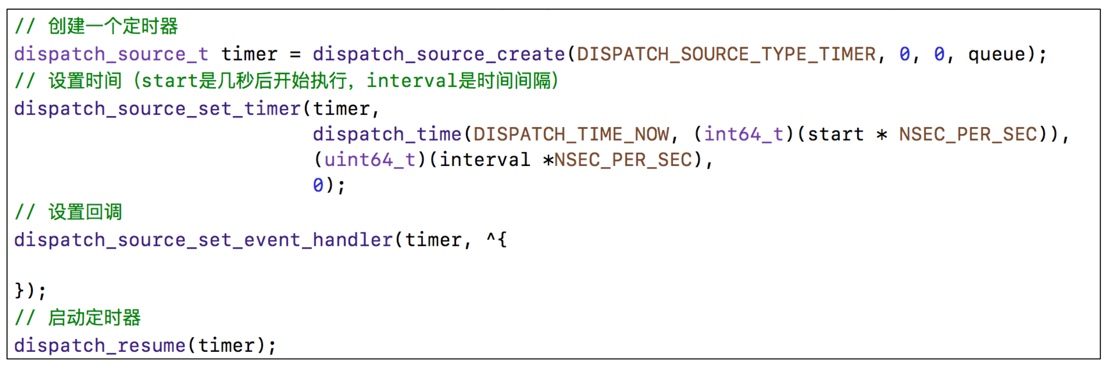 // 创建一个定时器
dispatch_source_t timer = dispatch_source_create(DISPATCH_SOURCE_TYPE_TIMER, 0, 0, queue);
// 设置时间（start是几秒后开始执行，interval是时间间隔）
dispatch_source_set_timer(timer,
dispatch_time(DISPATCH_TIME_NOW, (int64_t)(start * NSEC_PER_SEC)),
(uint64_t)(interval *NSEC_PER_SEC),
0);
// 设置回调
dispatch_source_set_event_handler(timer, ^{
});
// 启动定时器
dispatch_resume(timer);